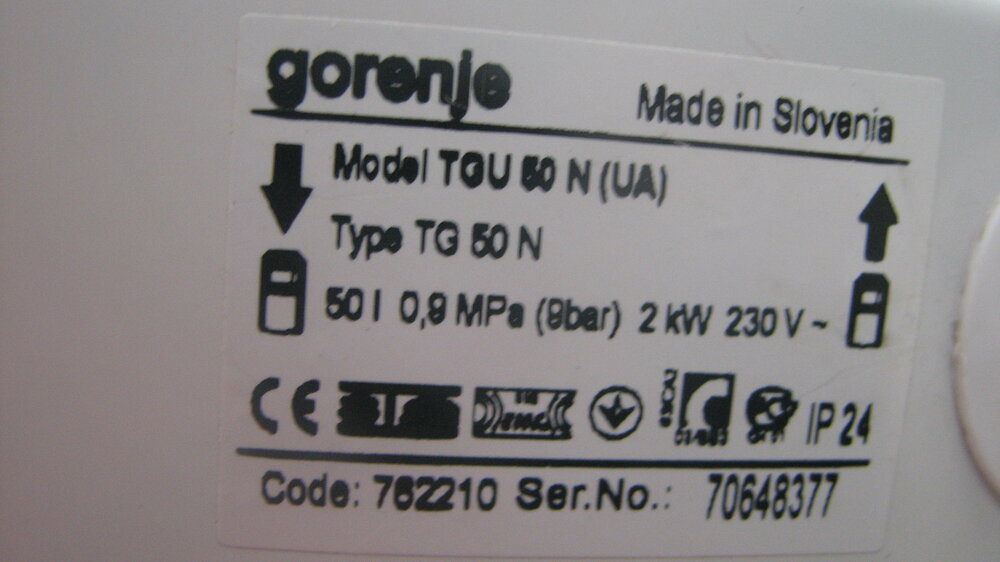 gorenje
Made in Slovenia
Model TGU 50 N (UA)
Type TG 50 N
50 l 0,9 MPa (9bar) 2 kW 230 V ~
CE IP 24
Code: 762210 Ser.No.: 70648377